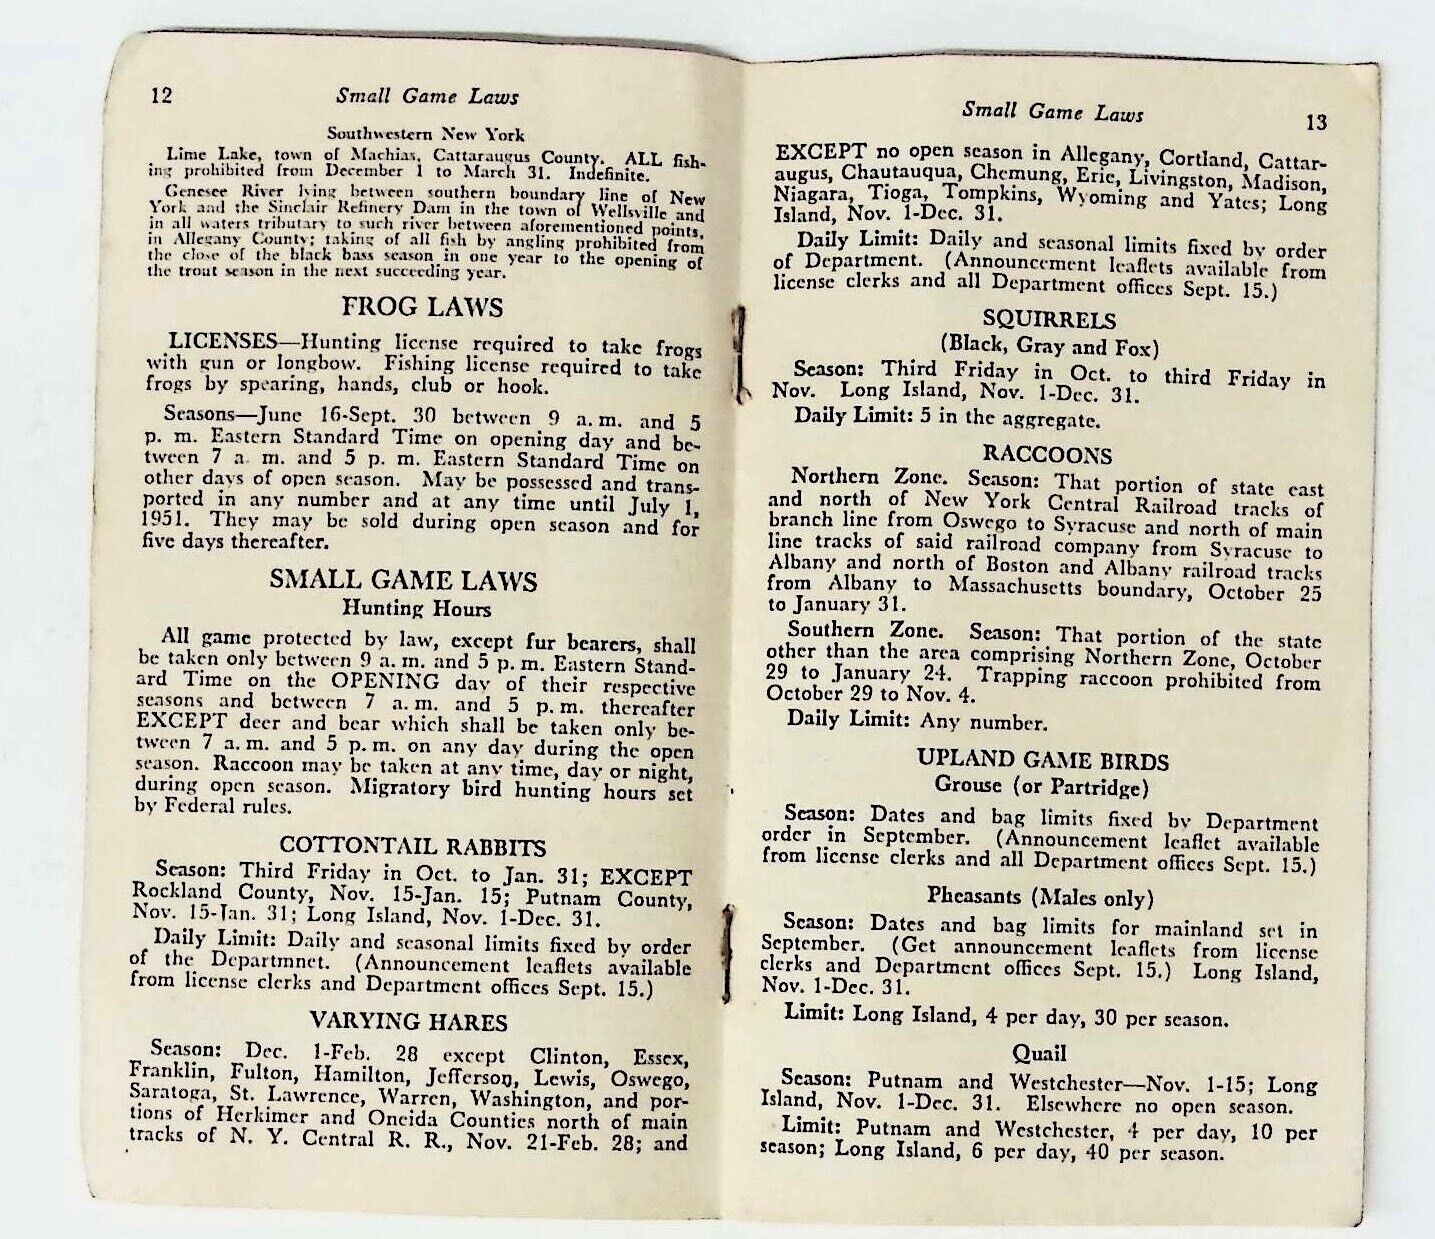 12
Small Game Laws
Southwestern New York
Lime Lake, town of Machias, Cattaraugus County. ALL fish-
ing prohibited from December 1 to March 31. Indefinite.
Genesee River lying between southern boundary line of New
York and the Sinclair Refinery Dam in the town of Wellsville and
in all waters tributary to such river between aforementioned points,
in Allegany County; taking of all fish by angling prohibited from
the close of the black bass season in one year to the opening of
the trout season in the next succeeding year.
FROG LAWS
LICENSES—Hunting license required to take frogs
with gun or longbow. Fishing license required to take
frogs by spearing, hands, club or hook.
Seasons—June 16-Sept. 30 between 9 a. m. and 5
p. m. Eastern Standard Time on opening day and be-
tween 7 a. m. and 5 p. m. Eastern Standard Time on
other days of open season. May be possessed and trans-
ported in any number and at any time until July 1,
1951. They may be sold during open season and for
five days thereafter.
SMALL GAME LAWS
Hunting Hours
All game protected by law, except fur bearers, shall
be taken only between 9 a. m. and 5 p. m. Eastern Stand-
ard Time on the OPENING day of their respective
seasons and between 7 a. m. and 5 p. m. thereafter
EXCEPT deer and bear which shall be taken only be-
tween 7 a. m. and 5 p. m. on any day during the open
season. Raccoon may be taken at any time, day or night,
during open season. Migratory bird hunting hours set
by Federal rules.
COTTONTAIL RABBITS
Season: Third Friday in Oct. to Jan. 31; EXCEPT
Rockland County, Nov. 15-Jan. 15; Putnam County,
Nov. 15-Jan. 31; Long Island, Nov. 1-Dec. 31.
Daily Limit: Daily and seasonal limits fixed by order
of the Departmnet. (Announcement leaflets available
from license clerks and Department offices Sept. 15.)
VARYING HARES
Season: Dec. 1-Feb. 28 except Clinton, Essex,
Franklin, Fulton, Hamilton, Jefferson, Lewis, Oswego,
Saratoga, St. Lawrence, Warren, Washington, and por-
tions of Herkimer and Oneida Counties north of main
tracks of N. Y. Central R. R., Nov. 21-Feb. 28; and
Small Game Laws
13
EXCEPT no open season in Allegany, Cortland, Cattar-
augus, Chautauqua, Chemung, Erie, Livingston, Madison,
Niagara, Tioga, Tompkins, Wyoming and Yates; Long
Island, Nov. 1-Dec. 31.
Daily Limit: Daily and seasonal limits fixed by order
of Department. (Announcement leaflets available from
license clerks and all Department offices Sept. 15.)
SQUIRRELS
(Black, Gray and Fox)
Season: Third Friday in Oct. to third Friday in
Nov. Long Island, Nov. 1-Dec. 31.
Daily Limit: 5 in the aggregate.
RACCOONS
Northern Zone. Season: That portion of state east
and north of New York Central Railroad tracks of
branch line from Oswego to Syracuse and north of main
line tracks of said railroad company from Syracuse to
Albany and north of Boston and Albany railroad tracks
from Albany to Massachusetts boundary, October 25
to January 31.
Southern Zone. Season: That portion of the state
other than the area comprising Northern Zone, October
29 to January 24. Trapping raccoon prohibited from
October 29 to Nov. 4.
Daily Limit: Any number.
UPLAND GAME BIRDS
Grouse (or Partridge)
Season: Dates and bag limits fixed by Department
order in September. (Announcement leaflet available
from license clerks and all Department offices Sept. 15.)
Pheasants (Males only)
Season: Dates and bag limits for mainland set in
September. (Get announcement leaflets from license
clerks and Department offices Sept. 15.) Long Island,
Nov. 1-Dec. 31.
Limit: Long Island, 4 per day, 30 per season.
Quail
Season: Putnam and Westchester—Nov. 1-15; Long
Island, Nov. 1-Dec. 31. Elsewhere no open season.
Limit: Putnam and Westchester, 4 per day, 10 per
season; Long Island, 6 per day, 40 per season.